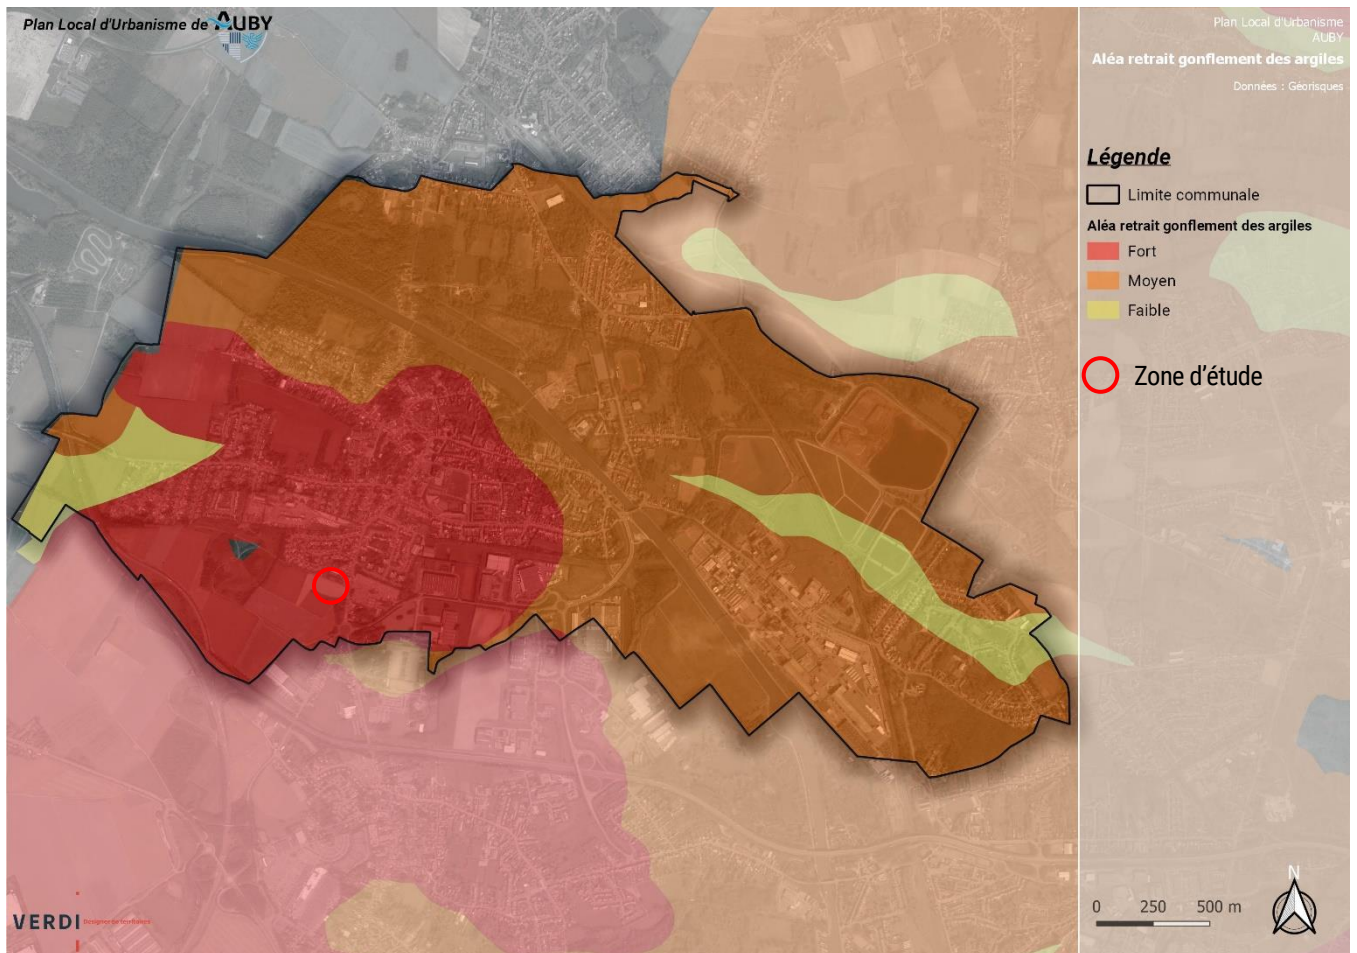 Plan Local d'Urbanisme de AUBY
Plan Local d'Urbanisme
AUBY
Aléa retrait gonflement des argiles
Données : Géorisques
Légende
Limite communale
Aléa retrait gonflement des argiles
Fort
Moyen
Faible
Zone d'étude
N
0 250 500 m
VERDI